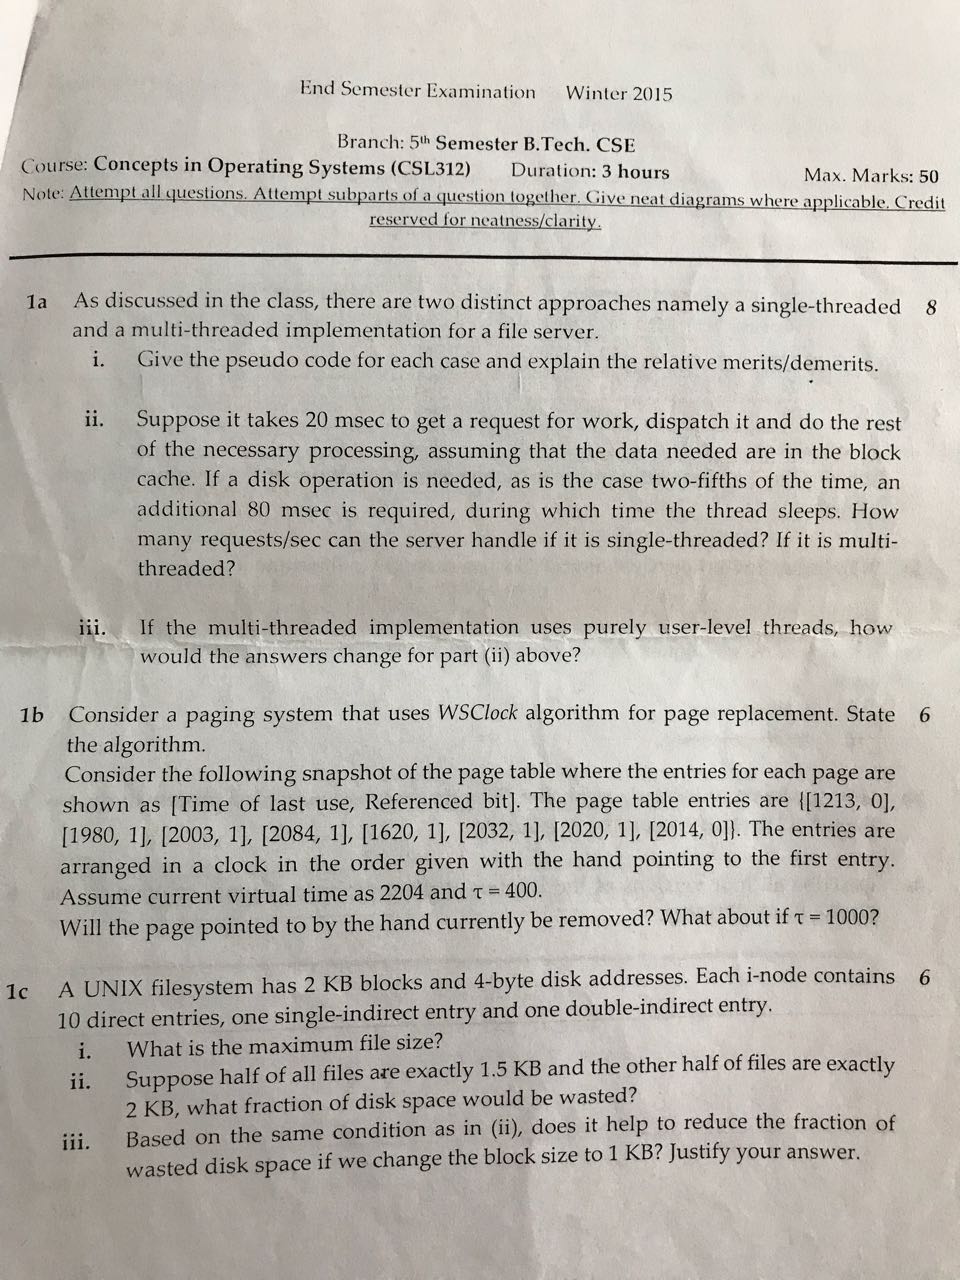 End Semester Examination Winter 2015
Branch: 5th Semester B.Tech. CSE
Course: Concepts in Operating Systems (CSL312) Duration: 3 hours Max. Marks: 50
Note: Attempt all questions. Attempt subparts of a question together. Give neat diagrams where applicable. Credit
reserved for neatness/clarity.
1a As discussed in the class, there are two distinct approaches namely a single-threaded 8
and a multi-threaded implementation for a file server.
i. Give the pseudo code for each case and explain the relative merits/demerits.
ii. Suppose it takes 20 msec to get a request for work, dispatch it and do the rest
of the necessary processing, assuming that the data needed are in the block
cache. If a disk operation is needed, as is the case two-fifths of the time, an
additional 80 msec is required, during which time the thread sleeps. How
many requests/sec can the server handle if it is single-threaded? If it is multi-
threaded?
iii. If the multi-threaded implementation uses purely user-level threads, how
would the answers change for part (ii) above?
1b Consider a paging system that uses WSClock algorithm for page replacement. State 6
the algorithm.
Consider the following snapshot of the page table where the entries for each page are
shown as [Time of last use, Referenced bit]. The page table entries are {[1213, 0],
[1980, 1], [2003, 1], [2084, 1], [1620, 1], [2032, 1], [2020, 1], [2014, 0]}. The entries are
arranged in a clock in the order given with the hand pointing to the first entry.
Assume current virtual time as 2204 and τ = 400.
Will the page pointed to by the hand currently be removed? What about if τ = 1000?
1c A UNIX filesystem has 2 KB blocks and 4-byte disk addresses. Each i-node contains 6
10 direct entries, one single-indirect entry and one double-indirect entry.
i. What is the maximum file size?
ii. Suppose half of all files are exactly 1.5 KB and the other half of files are exactly
2 KB, what fraction of disk space would be wasted?
iii. Based on the same condition as in (ii), does it help to reduce the fraction of
wasted disk space if we change the block size to 1 KB? Justify your answer.